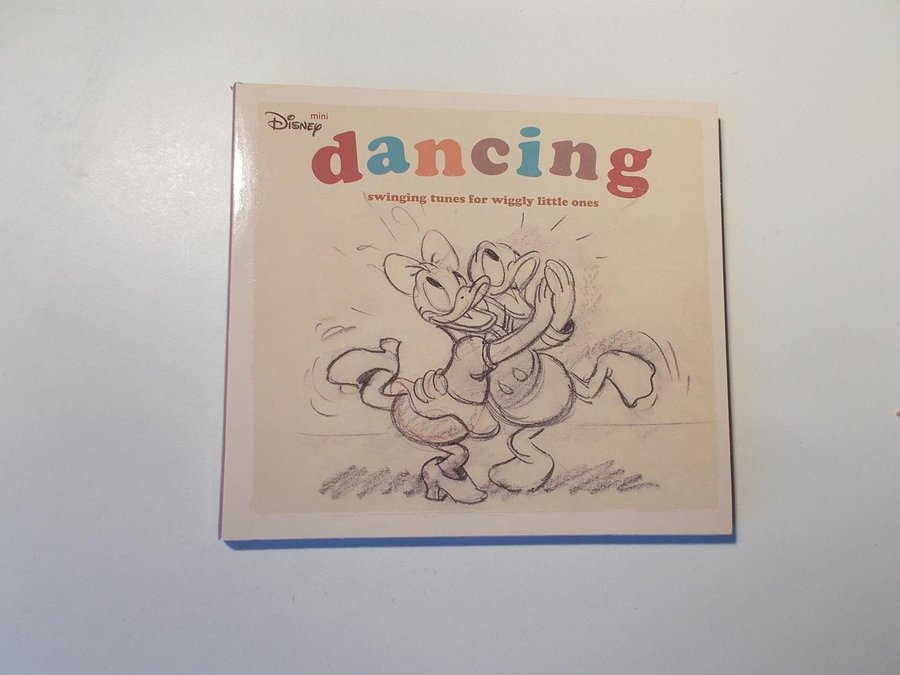 Disney mini
dancing
swinging tunes for wiggly little ones